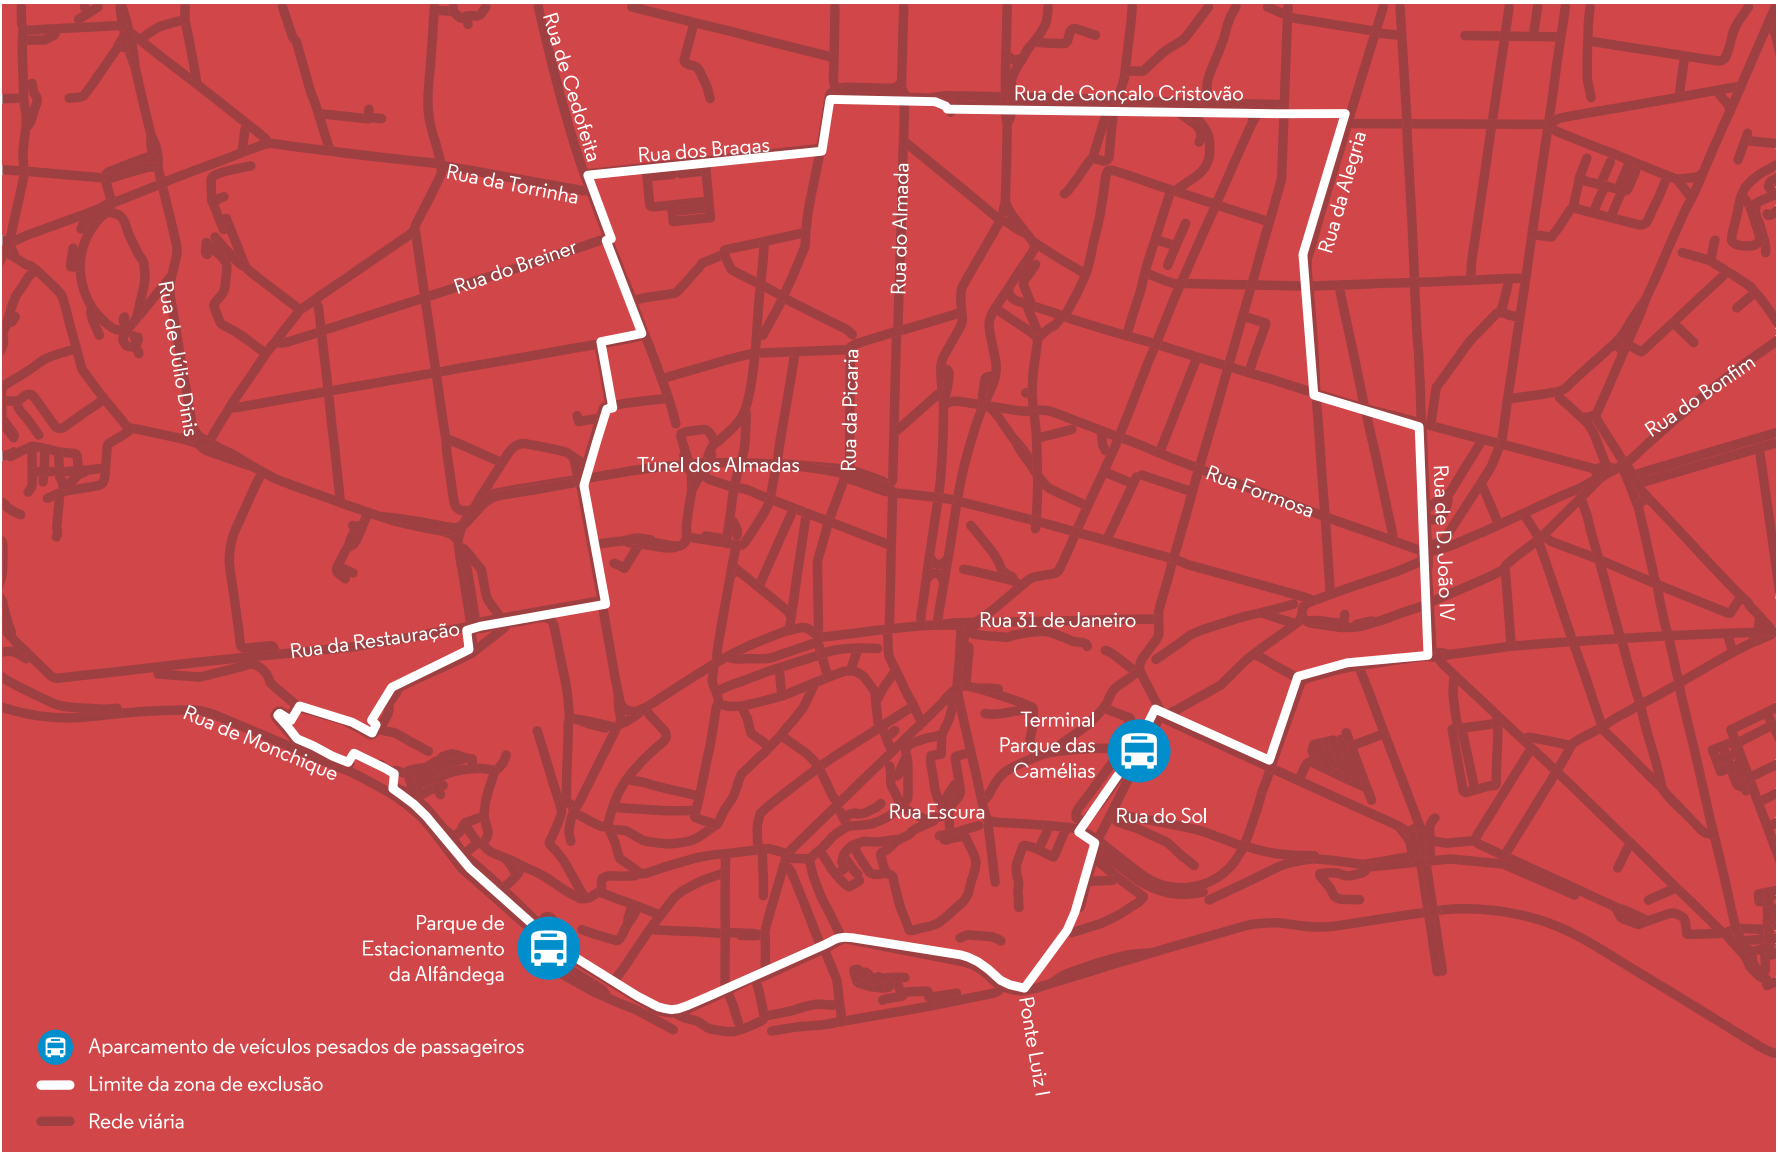 Rua de Cedofeita
Rua de Gonçalo Cristovão
Rua dos Bragas
Rua da Alegria
Rua da Torrinha
Rua do Almada
Rua do Breiner
Rua de Júlio Dinis
Rua da Picaria
Rua do Bonfim
Túnel dos Almadas
Rua Formosa
Rua de D. João IV
Rua 31 de Janeiro
Rua da Restauração
Rua de Monchique
Terminal
Parque das
Camélias
Rua Escura
Rua do Sol
Parque de
Estacionamento
da Alfândega
Ponte Luiz I
Aparcamento de veículos pesados de passageiros
Limite da zona de exclusão
Rede viária